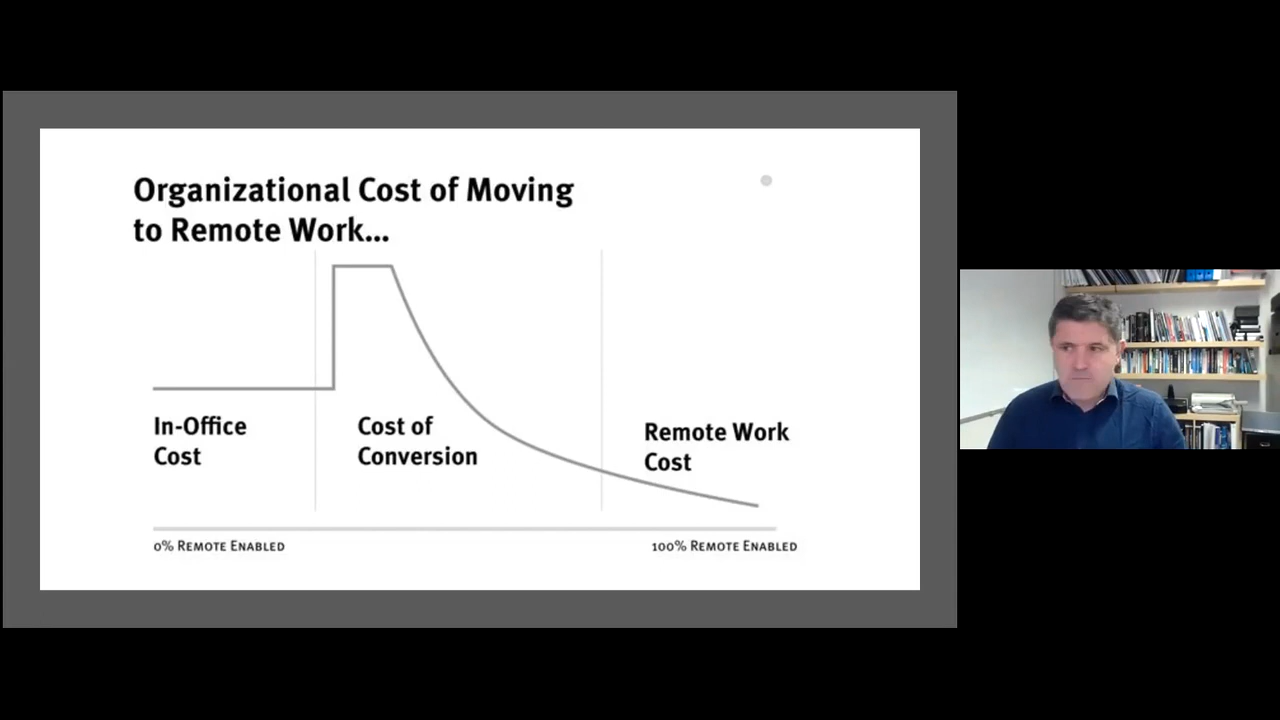 Organizational Cost of Moving
to Remote Work...
In-Office
Cost
Cost of
Conversion
Remote Work
Cost
0% Remote Enabled
100% Remote Enabled